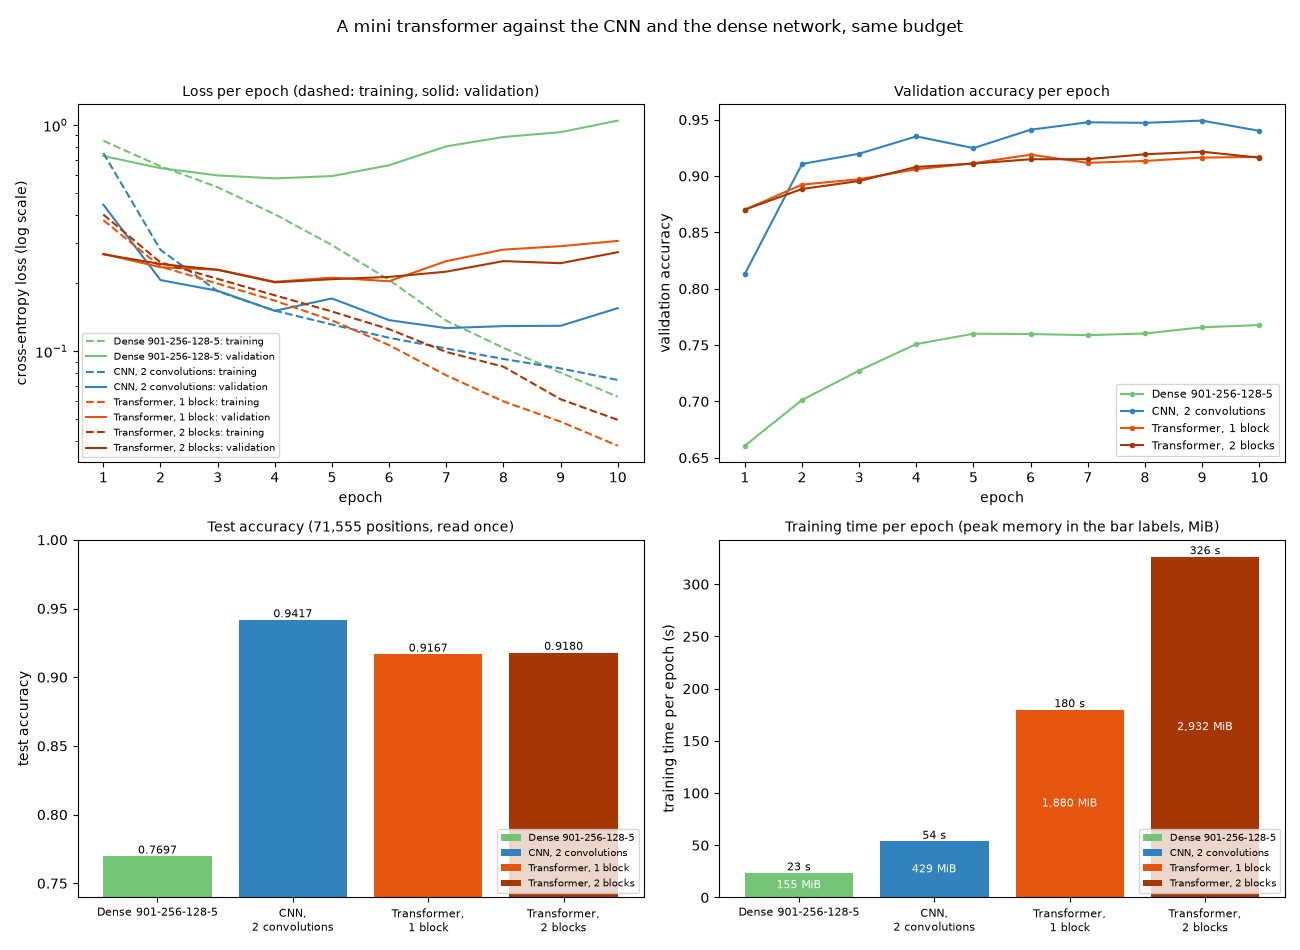 A mini transformer against the CNN and the dense network, same budget
Loss per epoch (dashed: training, solid: validation)
cross-entropy loss (log scale)
10⁰
10⁻¹
Dense 901-256-128-5: training
Dense 901-256-128-5: validation
CNN, 2 convolutions: training
CNN, 2 convolutions: validation
Transformer, 1 block: training
Transformer, 1 block: validation
Transformer, 2 blocks: training
Transformer, 2 blocks: validation
1 2 3 4 5 6 7 8 9 10
epoch
Validation accuracy per epoch
validation accuracy
0.95
0.90
0.85
0.80
0.75
0.70
0.65
Dense 901-256-128-5
CNN, 2 convolutions
Transformer, 1 block
Transformer, 2 blocks
1 2 3 4 5 6 7 8 9 10
epoch
Test accuracy (71,555 positions, read once)
test accuracy
1.00
0.95
0.90
0.85
0.80
0.75
0.7697
0.9417
0.9167
0.9180
Dense 901-256-128-5
CNN, 2 convolutions
Transformer, 1 block
Transformer, 2 blocks
Dense 901-256-128-5
CNN,
2 convolutions
Transformer,
1 block
Transformer,
2 blocks
Training time per epoch (peak memory in the bar labels, MiB)
training time per epoch (s)
300
250
200
150
100
50
0
23 s
155 MiB
54 s
429 MiB
180 s
1,880 MiB
326 s
2,932 MiB
Dense 901-256-128-5
CNN, 2 convolutions
Transformer, 1 block
Transformer, 2 blocks
Dense 901-256-128-5
CNN,
2 convolutions
Transformer,
1 block
Transformer,
2 blocks